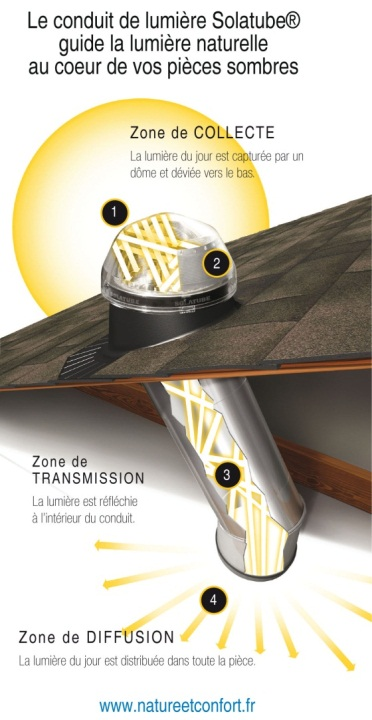 Le conduit de lumière Solatube®
guide la lumière naturelle
au coeur de vos pièces sombres
Zone de COLLECTE
La lumière du jour est capturée par un
dôme et déviée vers le bas.
1
2
SOLATUBE
Zone de
TRANSMISSION
La lumière est réfléchie
à l'intérieur du conduit.
3
4
Zone de DIFFUSION
La lumière du jour est distribuée dans toute la pièce.
www.natureetconfort.fr